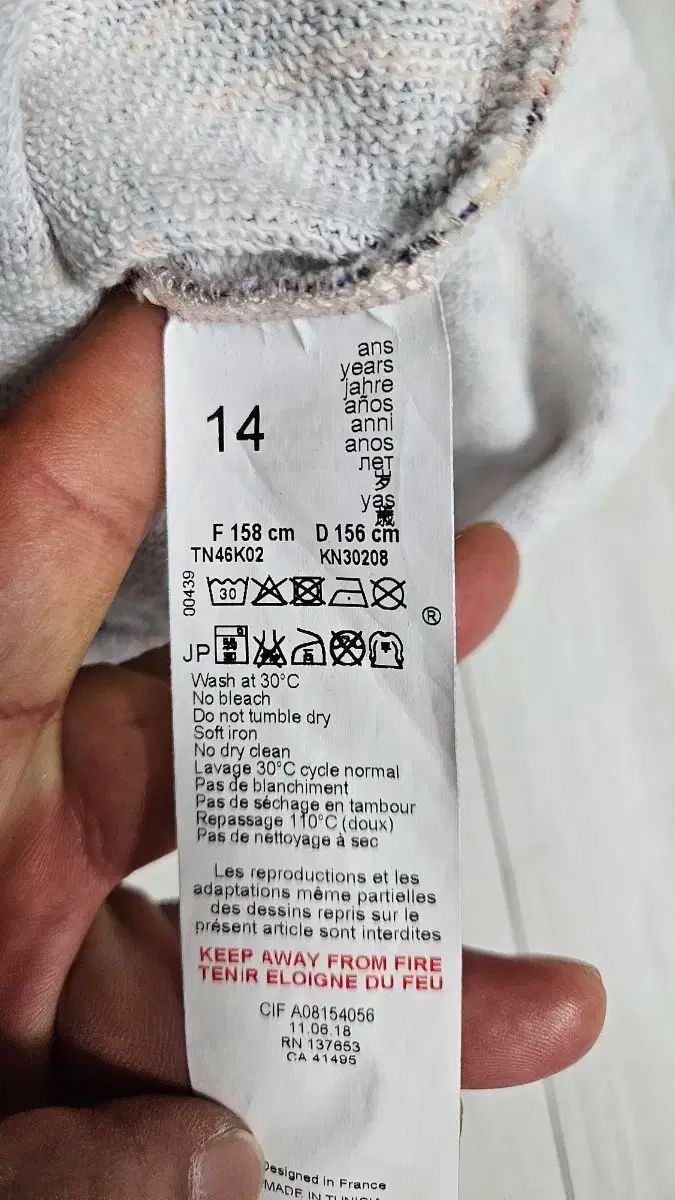 14
ans
years
jahre
años
anni
anos
лет
岁
yaş
歳
F 158 cm D 156 cm
TN46K02 KN30208
00439
30
®
JP
Wash at 30°C
No bleach
Do not tumble dry
Soft iron
No dry clean
Lavage 30°C cycle normal
Pas de blanchiment
Pas de séchage en tambour
Repassage 110°C (doux)
Pas de nettoyage à sec
Les reproductions et les
adaptations même partielles
des dessins repris sur le
présent article sont interdites
KEEP AWAY FROM FIRE
TENIR ELOIGNE DU FEU
CIF A08154056
11.06.18
RN 137653
CA 41495
Designed in France
MADE IN TUNISIA